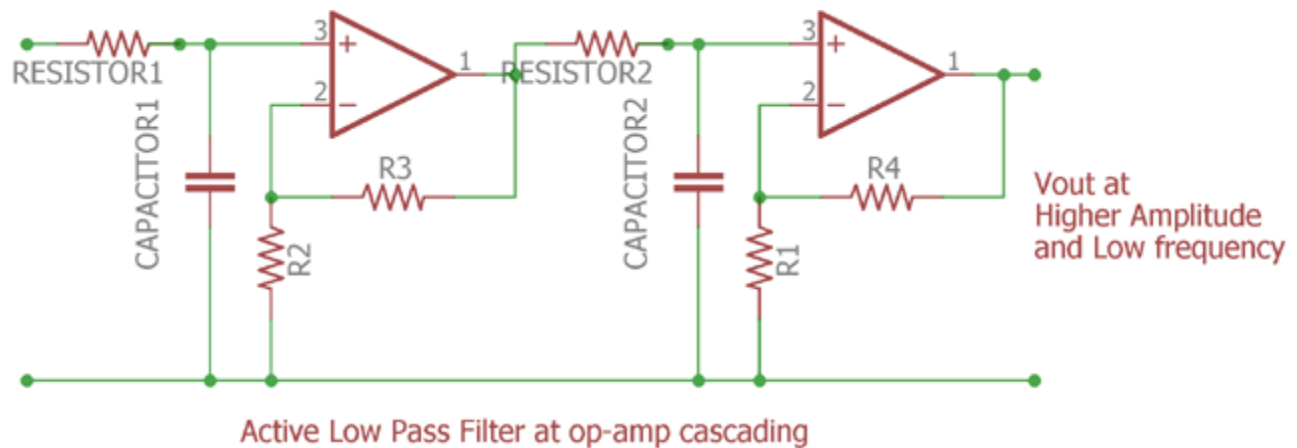 3
+
1
2
−
RESISTOR1
CAPACITOR1
R3
R2
RESISTOR2
3
+
1
2
−
CAPACITOR2
R4
R1
Vout at
Higher Amplitude
and Low frequency
Active Low Pass Filter at op-amp cascading